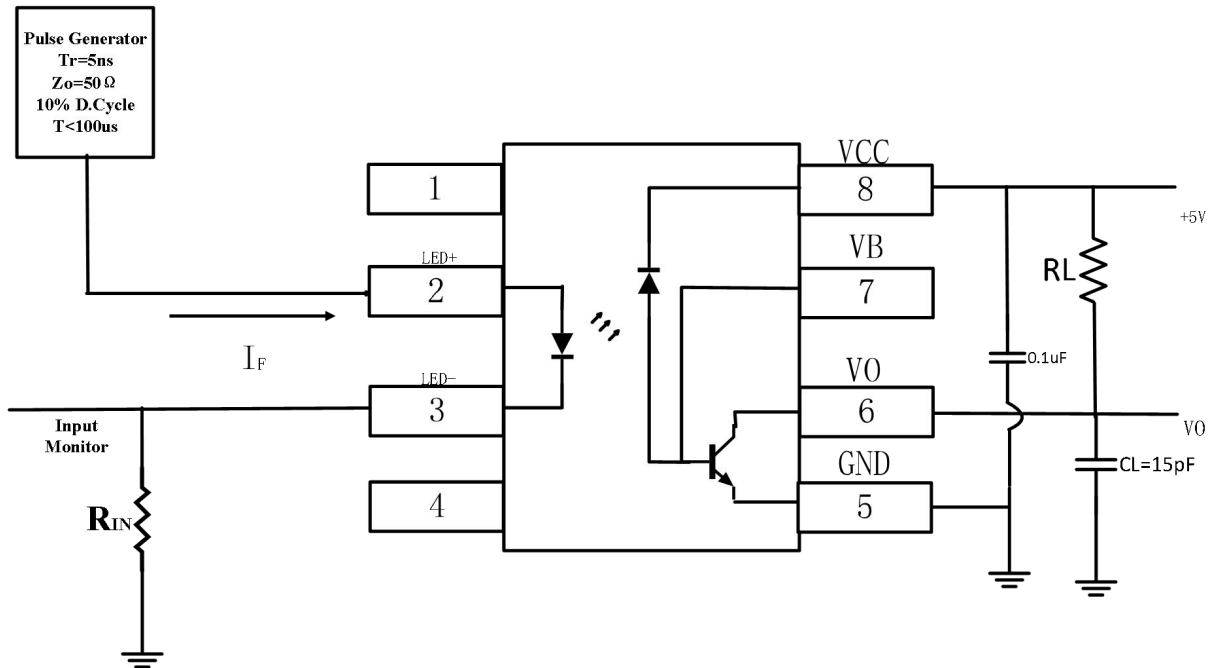 Pulse Generator
Tr=5ns
Zo=50Ω
10% D.Cycle
T<100us
1
LED+
2
IF
LED-
3
Input
Monitor
RIN
4
VCC
8
+5V
VB
7
RL
0.1uF
VO
6
VO
GND
5
CL=15pF